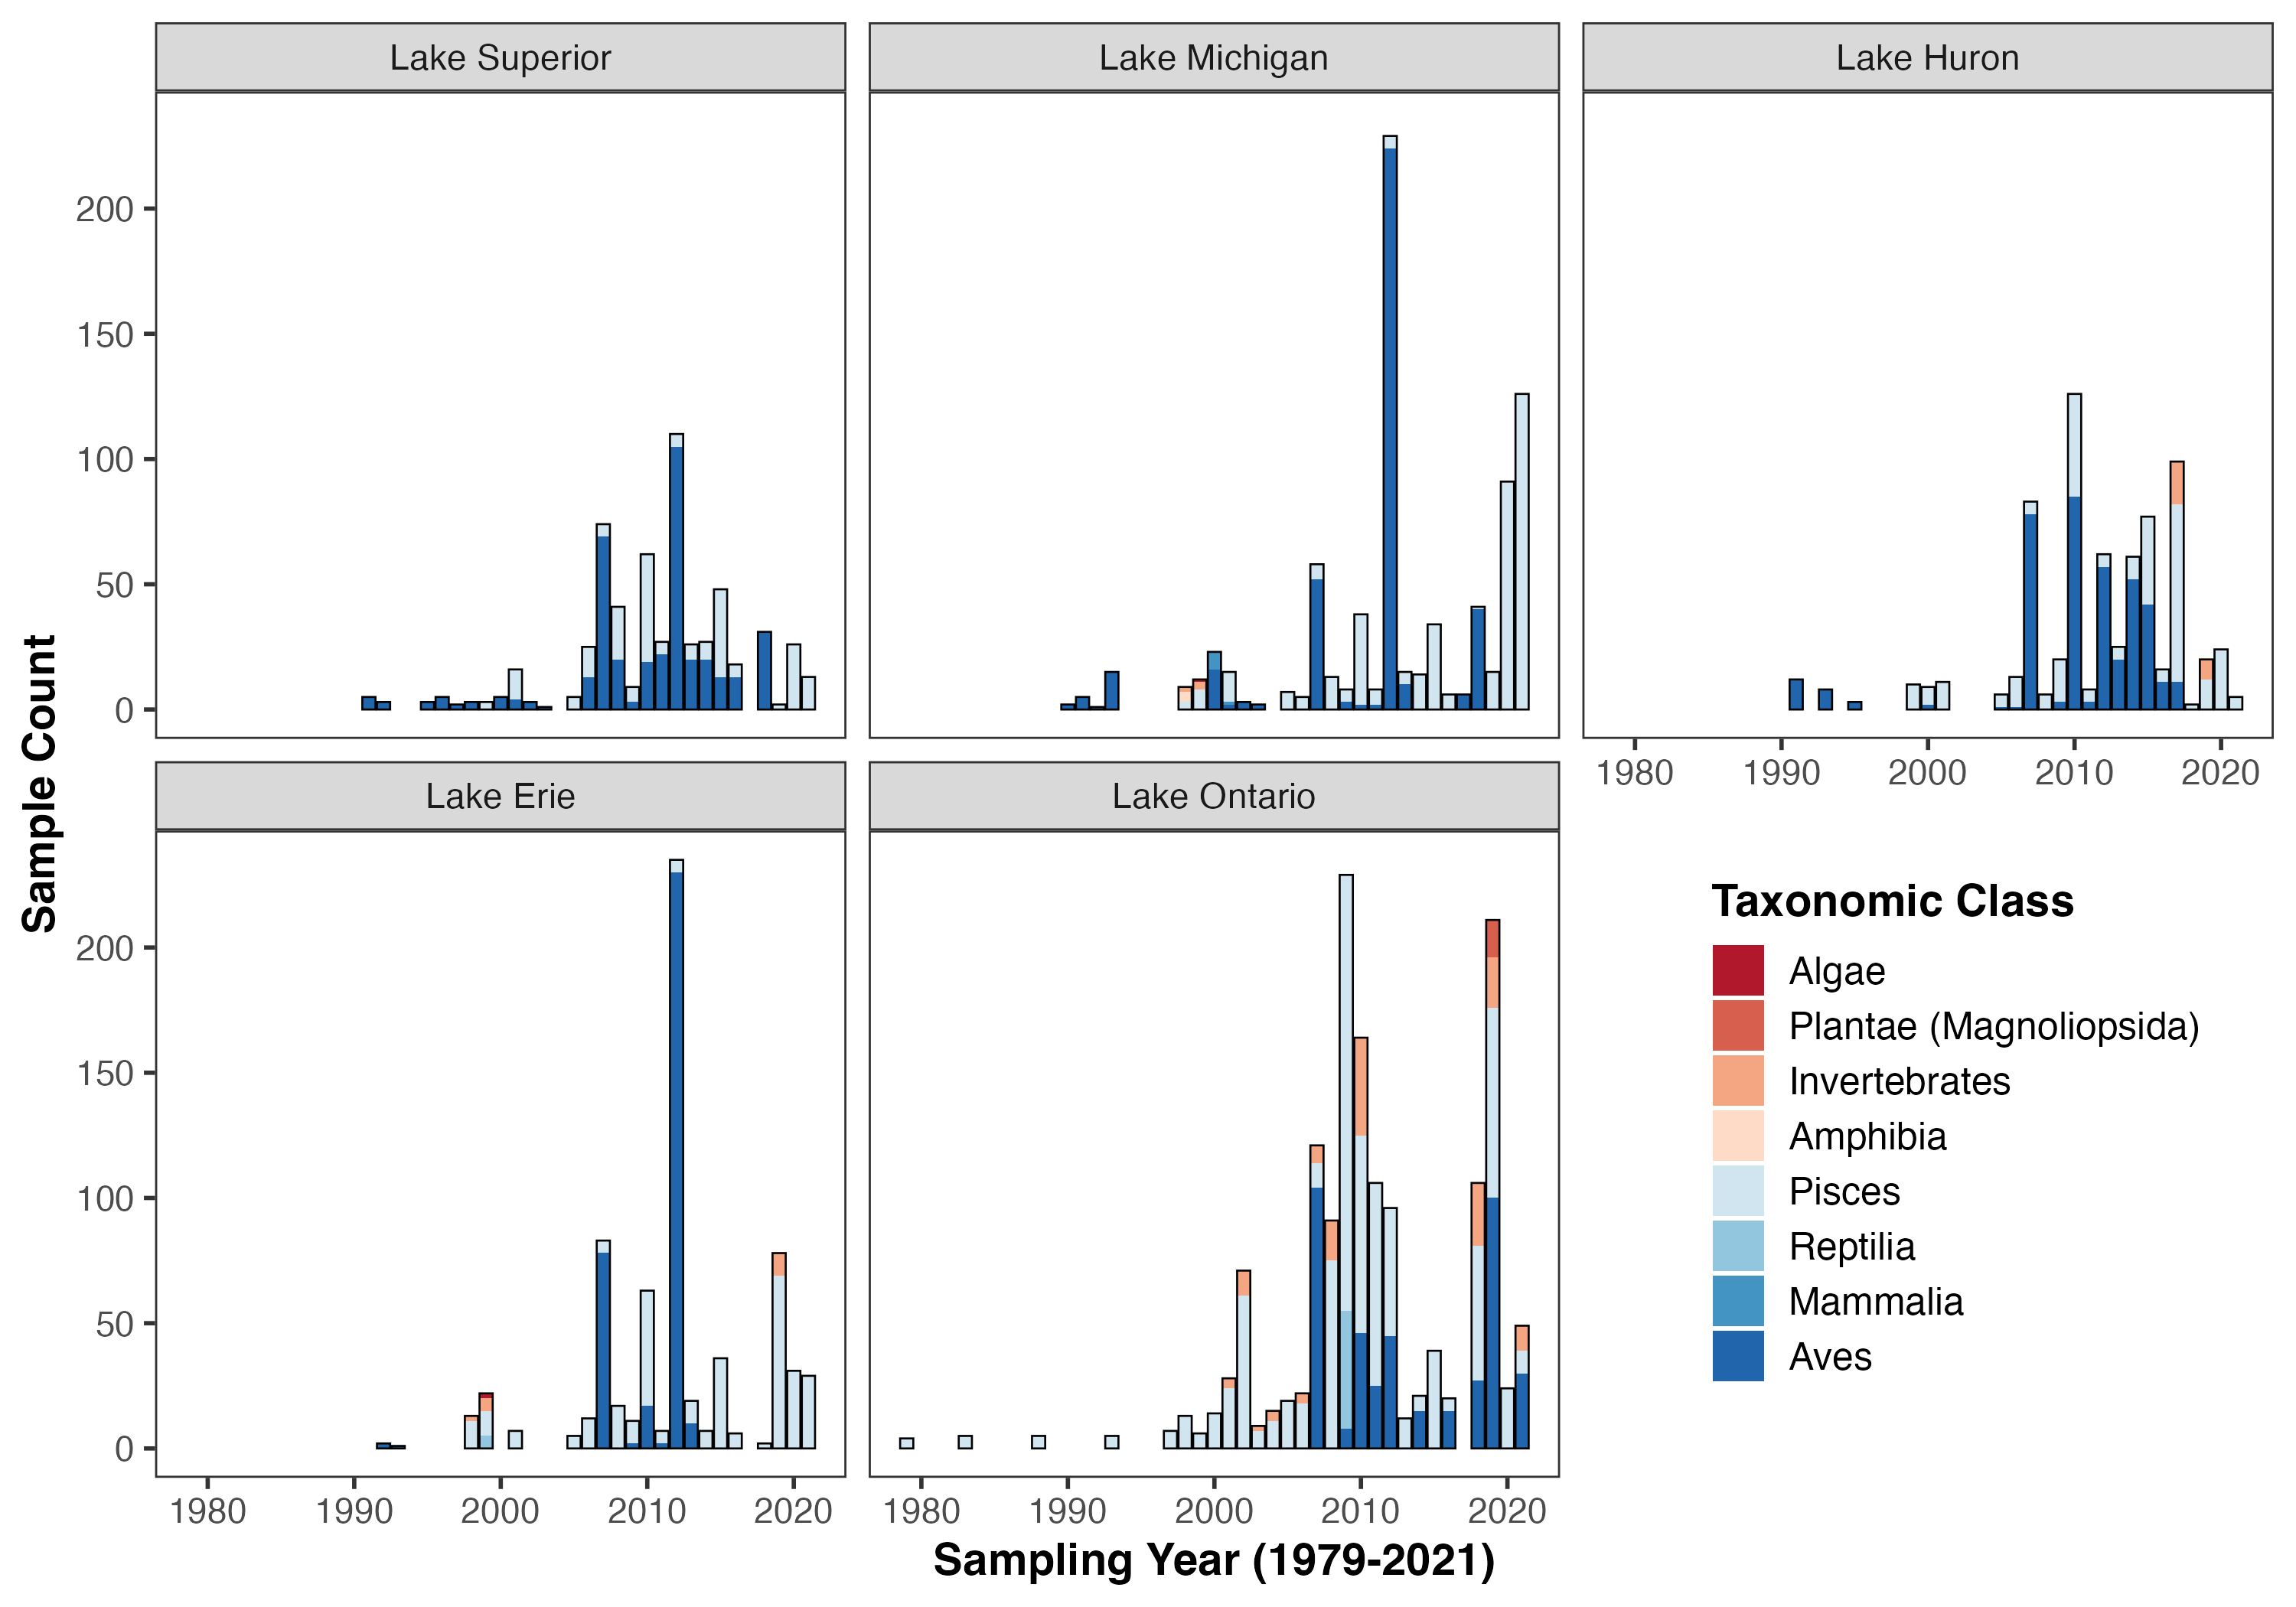 Lake Superior
Lake Michigan
Lake Huron
200
150
100
50
0
1980 1990 2000 2010 2020
Lake Erie
Lake Ontario
200
150
100
50
0
1980 1990 2000 2010 2020
1980 1990 2000 2010 2020
Sample Count
Sampling Year (1979-2021)
Taxonomic Class
Algae
Plantae (Magnoliopsida)
Invertebrates
Amphibia
Pisces
Reptilia
Mammalia
Aves